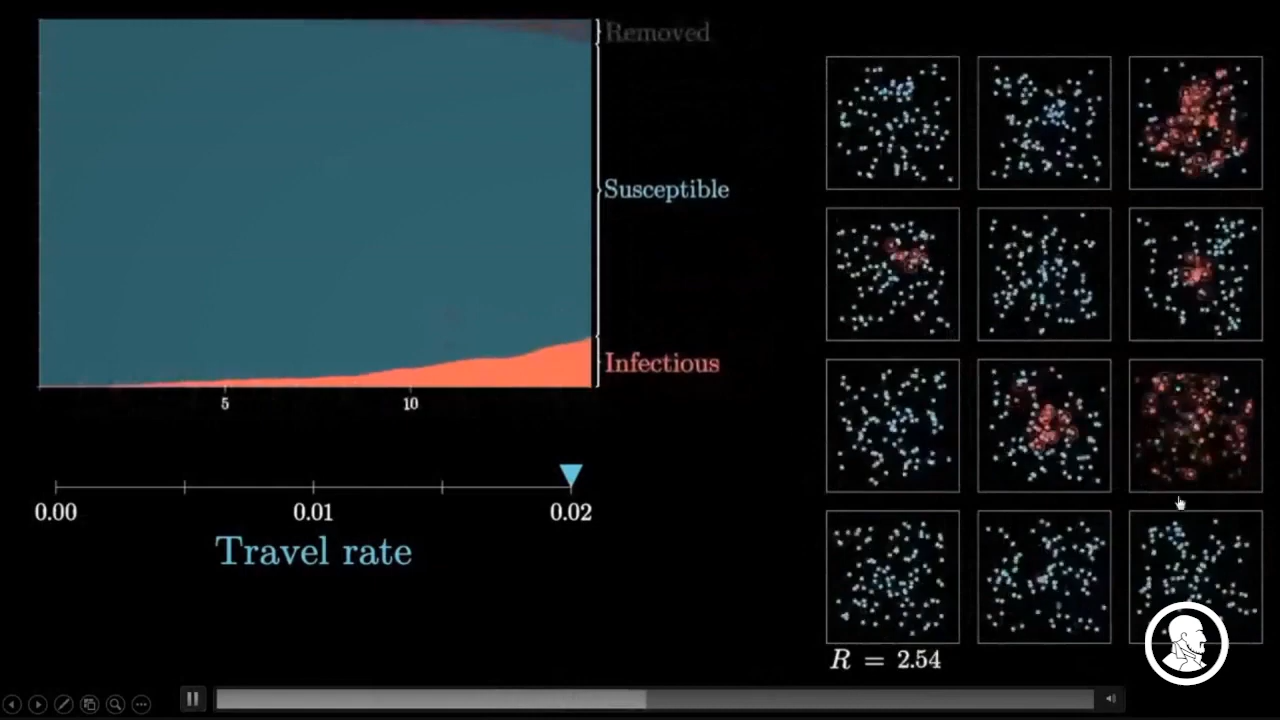 Removed
Susceptible
Infectious
5 10
0.00 0.01 0.02
Travel rate
R = 2.54